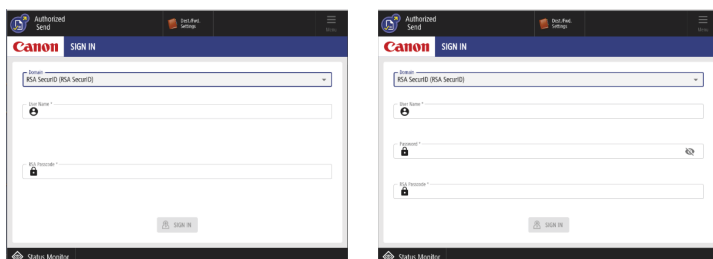 Authorized
Send
Dest./Fwd.
Settings
Menu
Canon SIGN IN
Domain
RSA SecurID (RSA SecurID)
User Name *
RSA Passcode *
SIGN IN
Status Monitor
Authorized
Send
Dest./Fwd.
Settings
Menu
Canon SIGN IN
Domain
RSA SecurID (RSA SecurID)
User Name *
Password *
RSA Passcode *
SIGN IN
Status Monitor